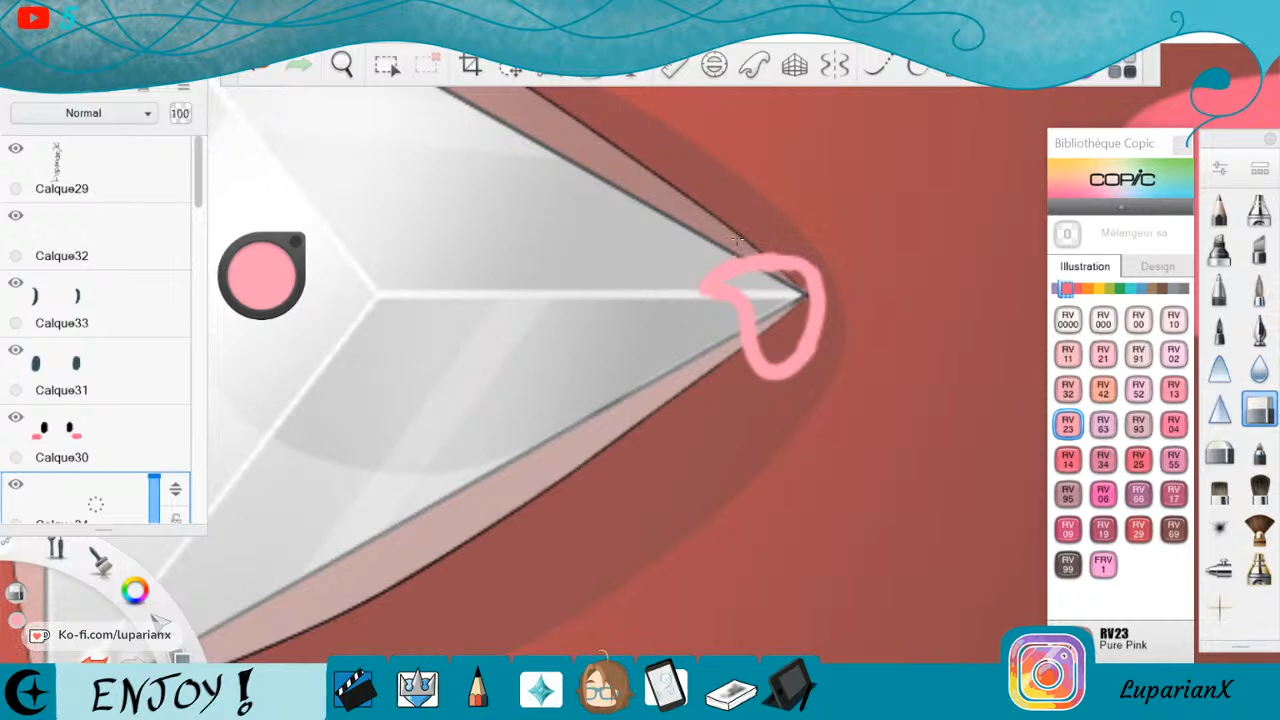 Normal
100
Calque29
Calque32
Calque33
Calque31
Calque30
Bibliothèque Copic
COPIC
0
Mélangeur sa
Illustration
Design
RV 0000
RV 000
RV 00
RV 10
RV 11
RV 21
RV 91
RV 02
RV 32
RV 42
RV 52
RV 13
RV 23
RV 63
RV 93
RV 04
RV 14
RV 34
RV 25
RV 55
RV 95
RV 06
RV 66
RV 17
RV 09
RV 19
RV 29
RV 69
RV 99
FRV 1
RV23
Pure Pink
Ko-fi.com/luparianx
ENJOY!
LuparianX